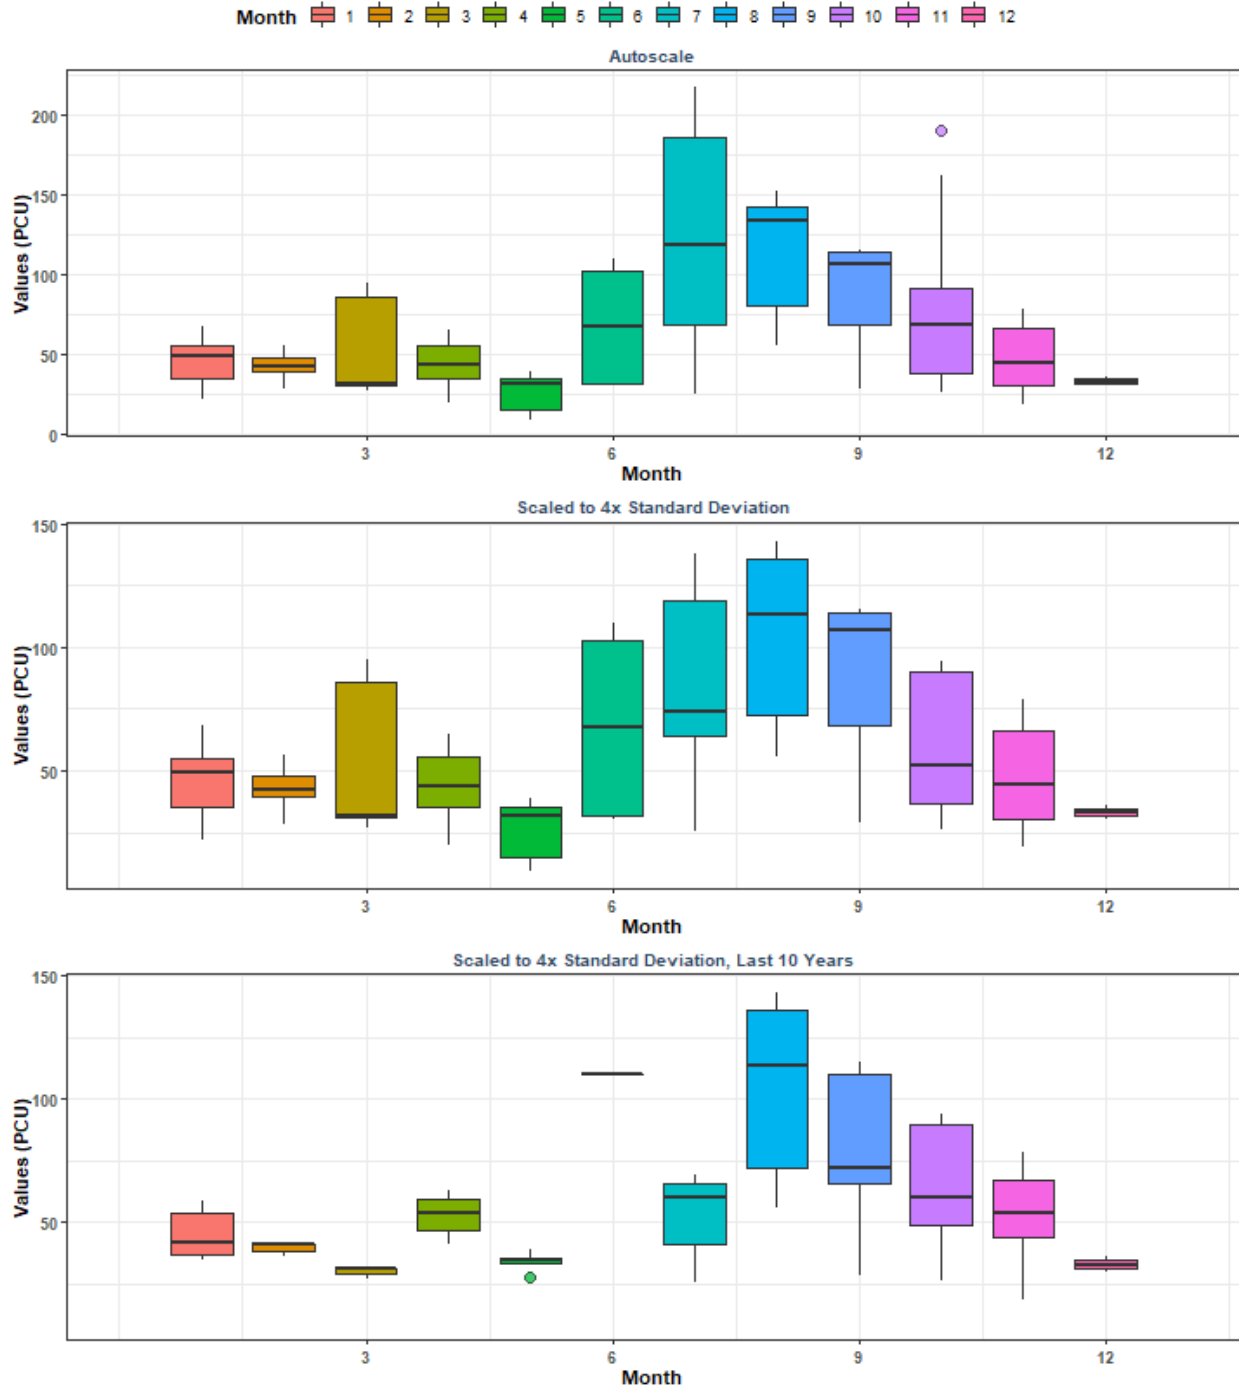 Month 1 2 3 4 5 6 7 8 9 10 11 12
Autoscale
Values (PCU)
200
150
100
50
0
3 6 9 12
Month
Scaled to 4x Standard Deviation
Values (PCU)
150
100
50
3 6 9 12
Month
Scaled to 4x Standard Deviation, Last 10 Years
Values (PCU)
150
100
50
3 6 9 12
Month